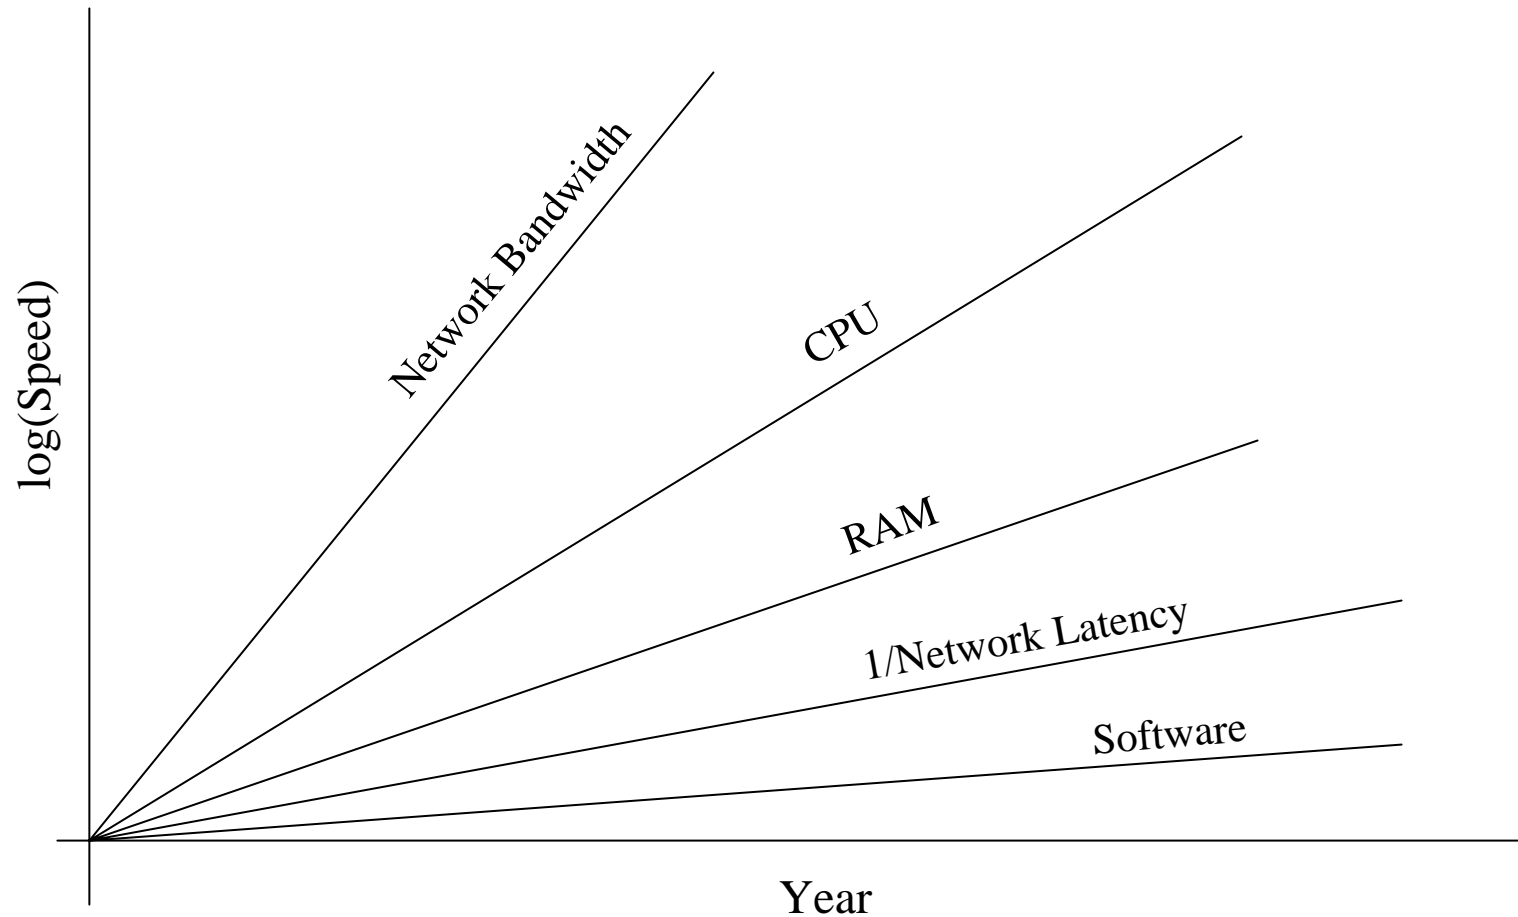 Network Bandwidth
CPU
log(Speed)
RAM
1/Network Latency
Software
Year